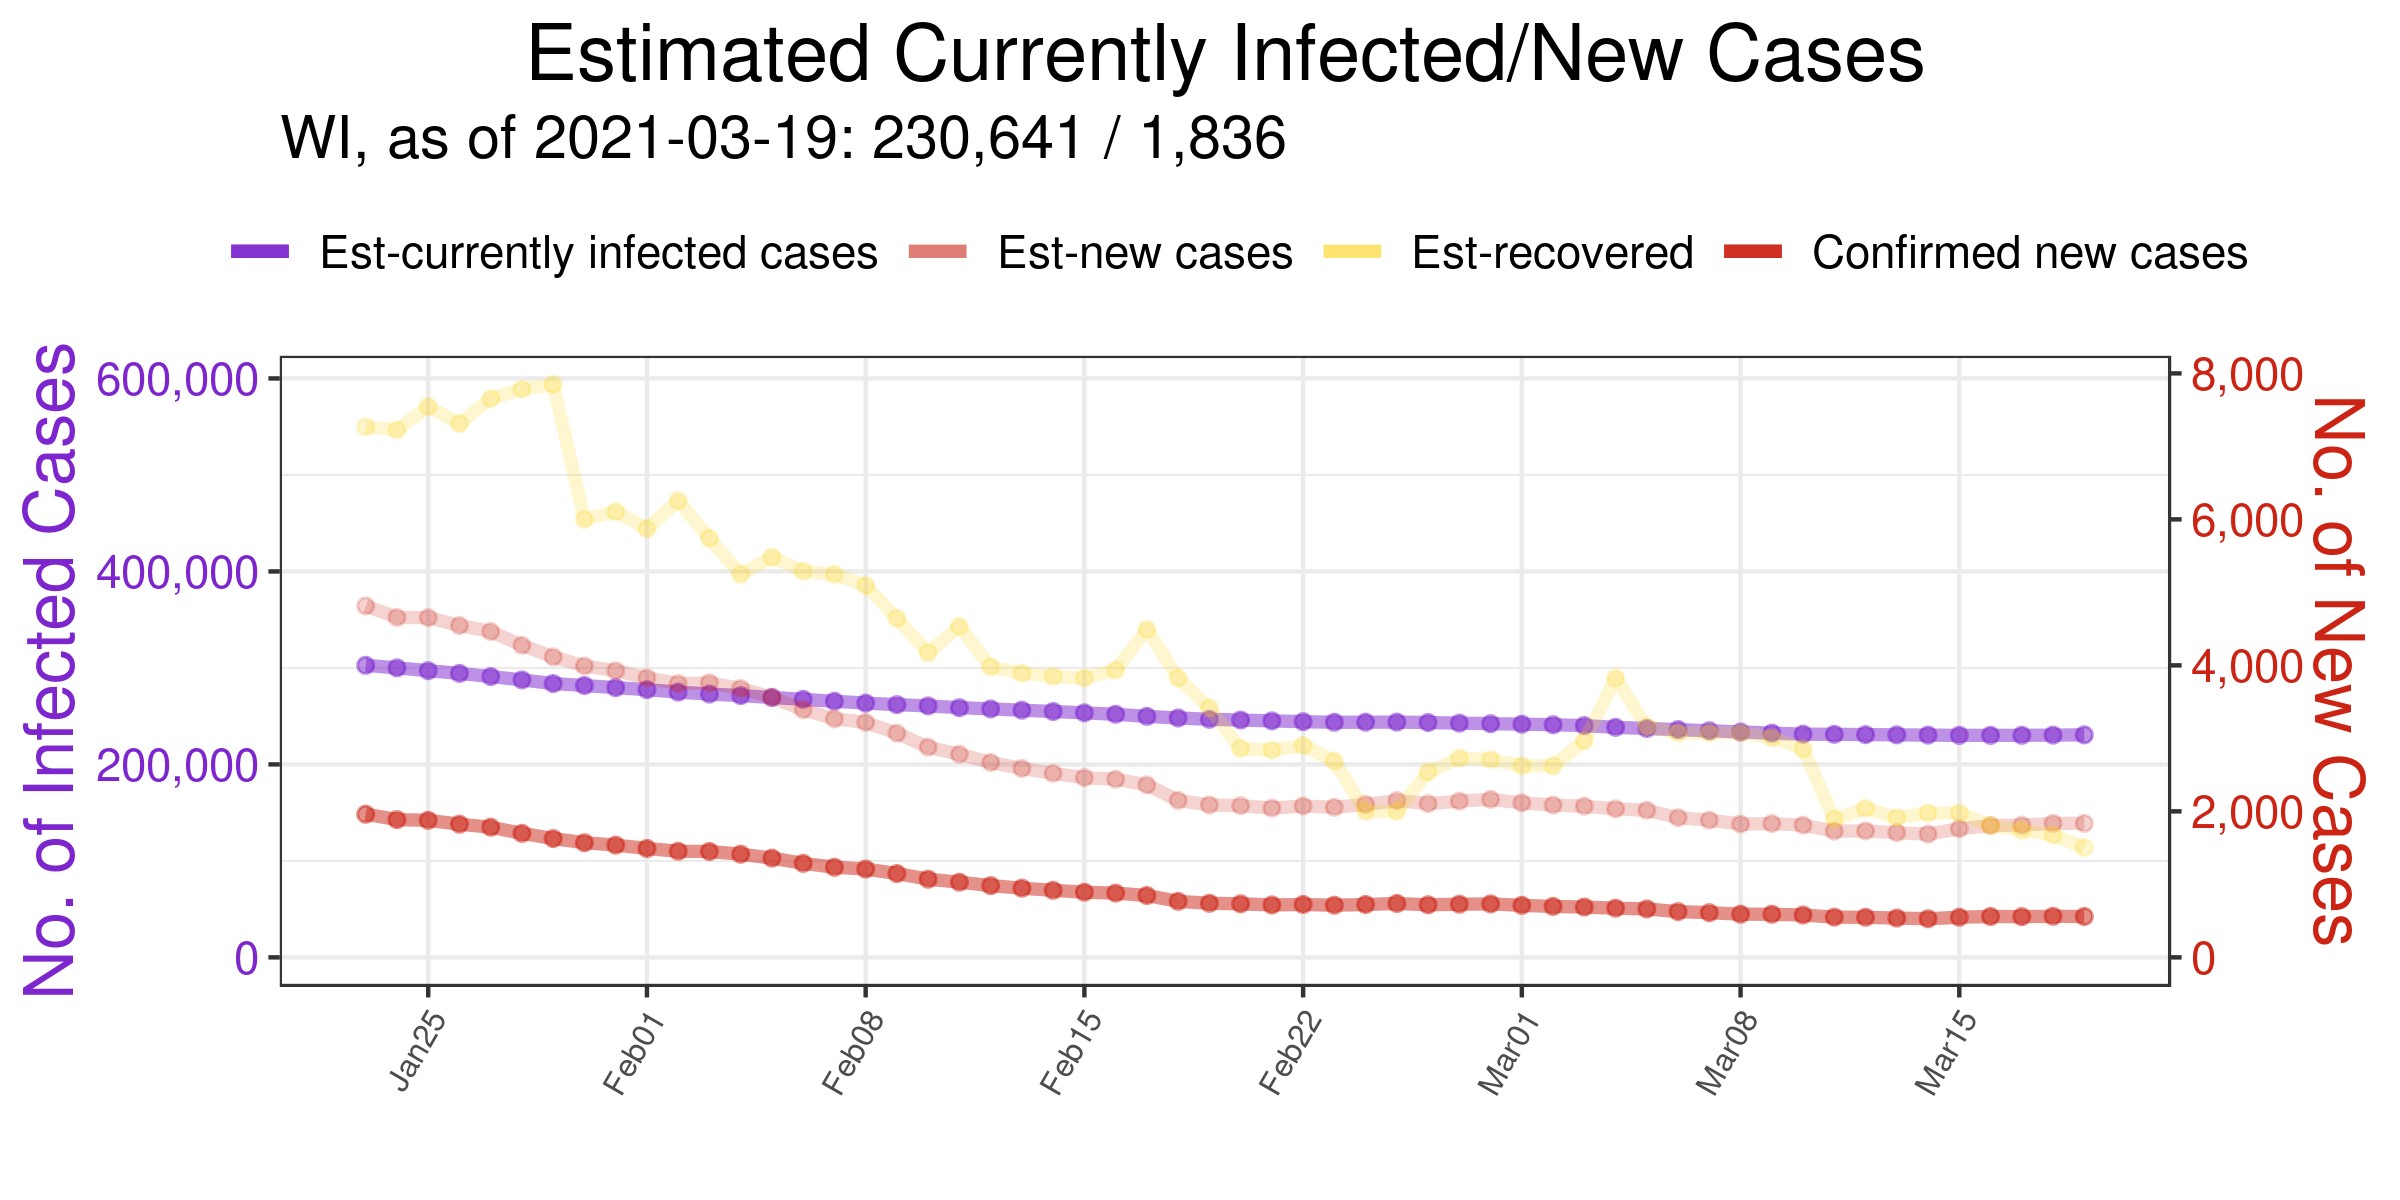 Estimated Currently Infected/New Cases
WI, as of 2021-03-19: 230,641 / 1,836
Est-currently infected cases Est-new cases Est-recovered Confirmed new cases
No. of Infected Cases
600,000
400,000
200,000
0
8,000
6,000
4,000
2,000
0
No. of New Cases
Jan25 Feb01 Feb08 Feb15 Feb22 Mar01 Mar08 Mar15